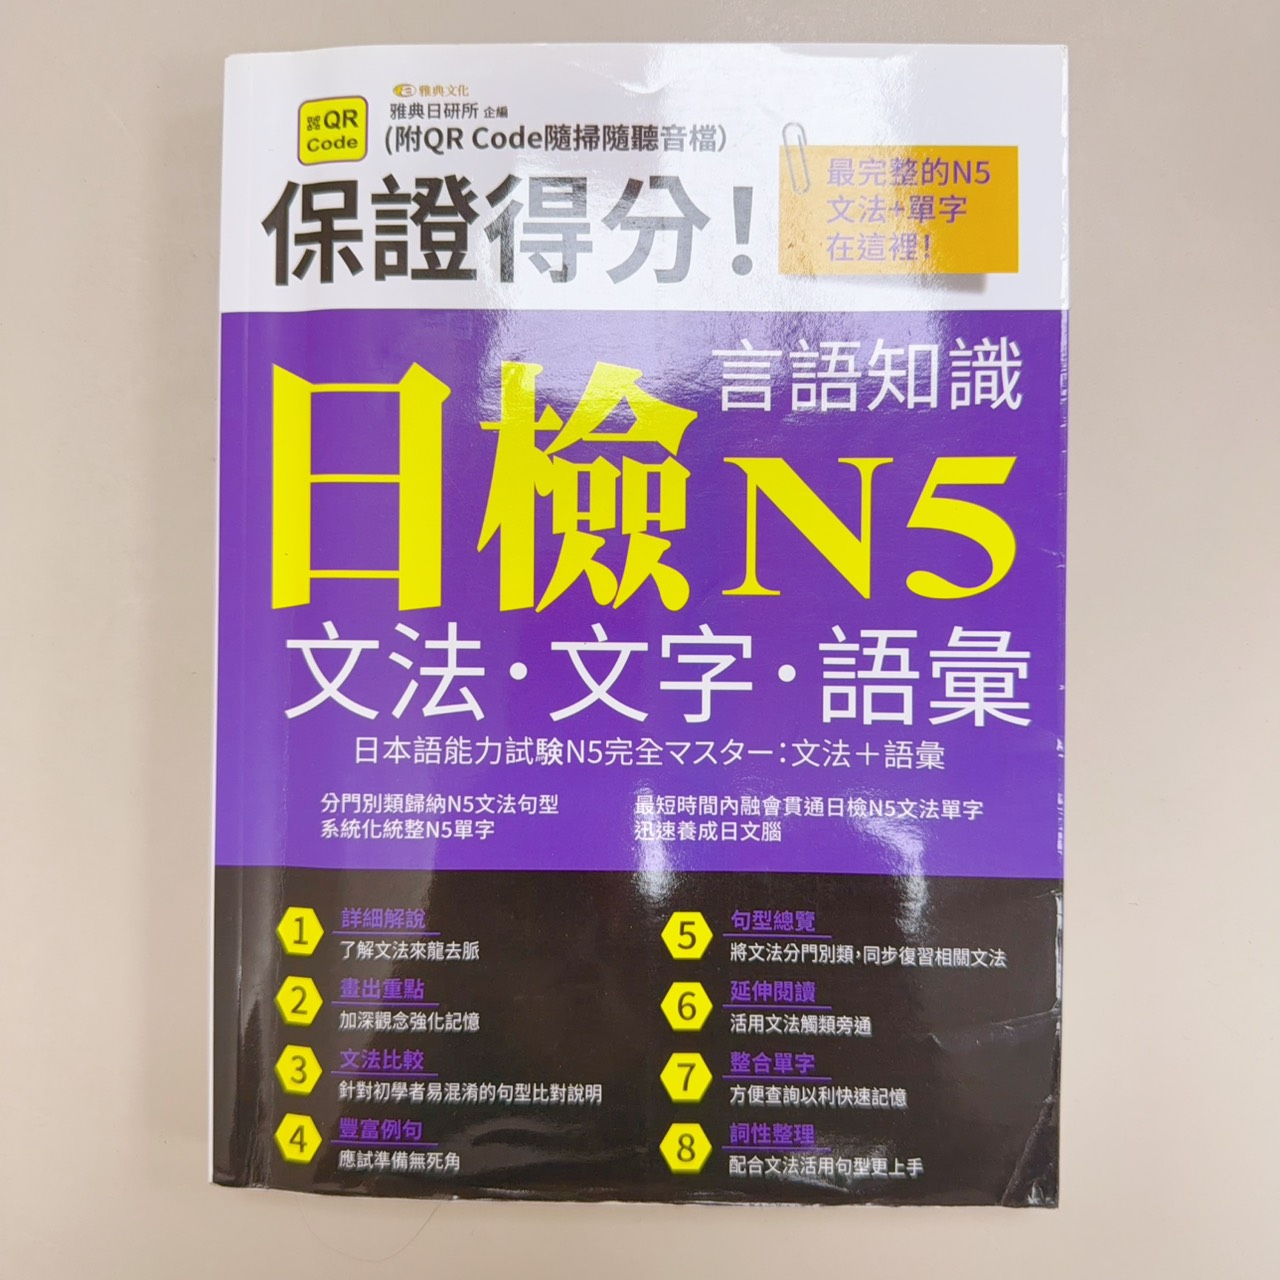 雅典文化
雅典日研所 企編
QR Code
(附QR Code隨掃隨聽音檔)
保證得分！
最完整的N5
文法+單字
在這裡！
言語知識
日檢N5
文法・文字・語彙
日本語能力試験N5完全マスター：文法＋語彙
分門別類歸納N5文法句型
系統化統整N5單字
最短時間內融會貫通日檢N5文法單字
迅速養成日文腦
1 詳細解說
了解文法來龍去脈
2 畫出重點
加深觀念強化記憶
3 文法比較
針對初學者易混淆的句型比對說明
4 豐富例句
應試準備無死角
5 句型總覽
將文法分門別類，同步復習相關文法
6 延伸閱讀
活用文法觸類旁通
7 整合單字
方便查詢以利快速記憶
8 詞性整理
配合文法活用句型更上手